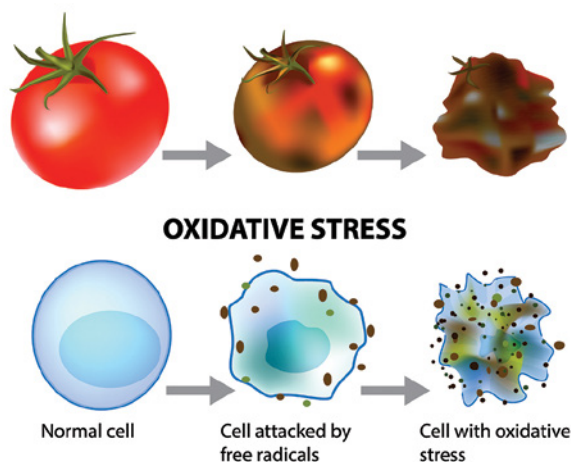 OXIDATIVE STRESS
Normal cell
Cell attacked by
free radicals
Cell with oxidative
stress